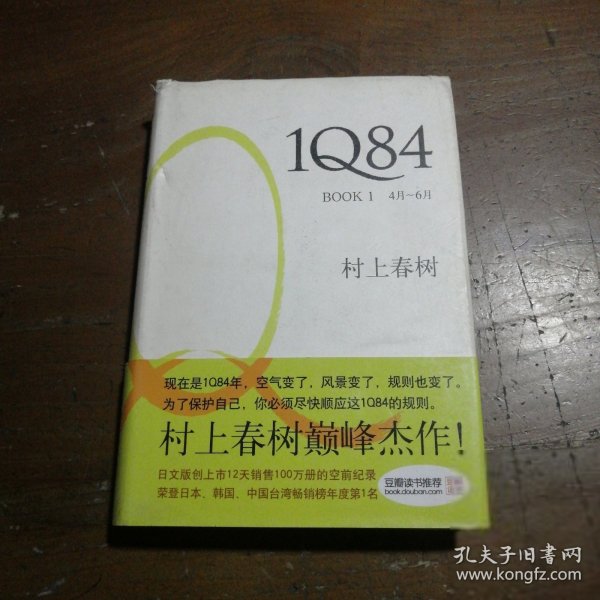 1Q84
BOOK 1 4月~6月
村上春树
现在是1Q84年，空气变了，风景变了，规则也变了。
为了保护自己，你必须尽快顺应这1Q84的规则。
村上春树巅峰杰作！
日文版创上市12天销售100万册的空前纪录
荣登日本、韩国、中国台湾畅销榜年度第1名
豆瓣读书推荐
book.douban.com
孔夫子旧书网
www.kongfz.com